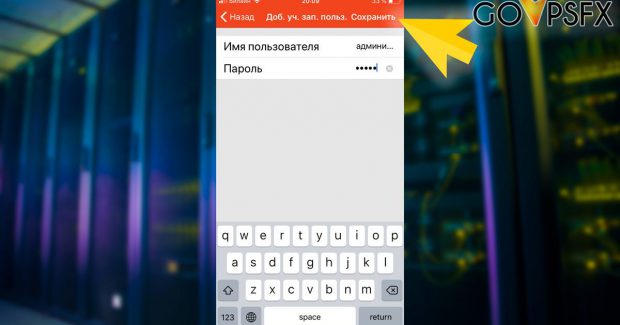 GOVPSFX
Билайн 20:09 33 %
Назад Доб. уч. зап. польз. Сохранить
Имя пользователя админи...
Пароль •••••
q w e r t y u i o p
a s d f g h j k l
z x c v b n m
123 space return